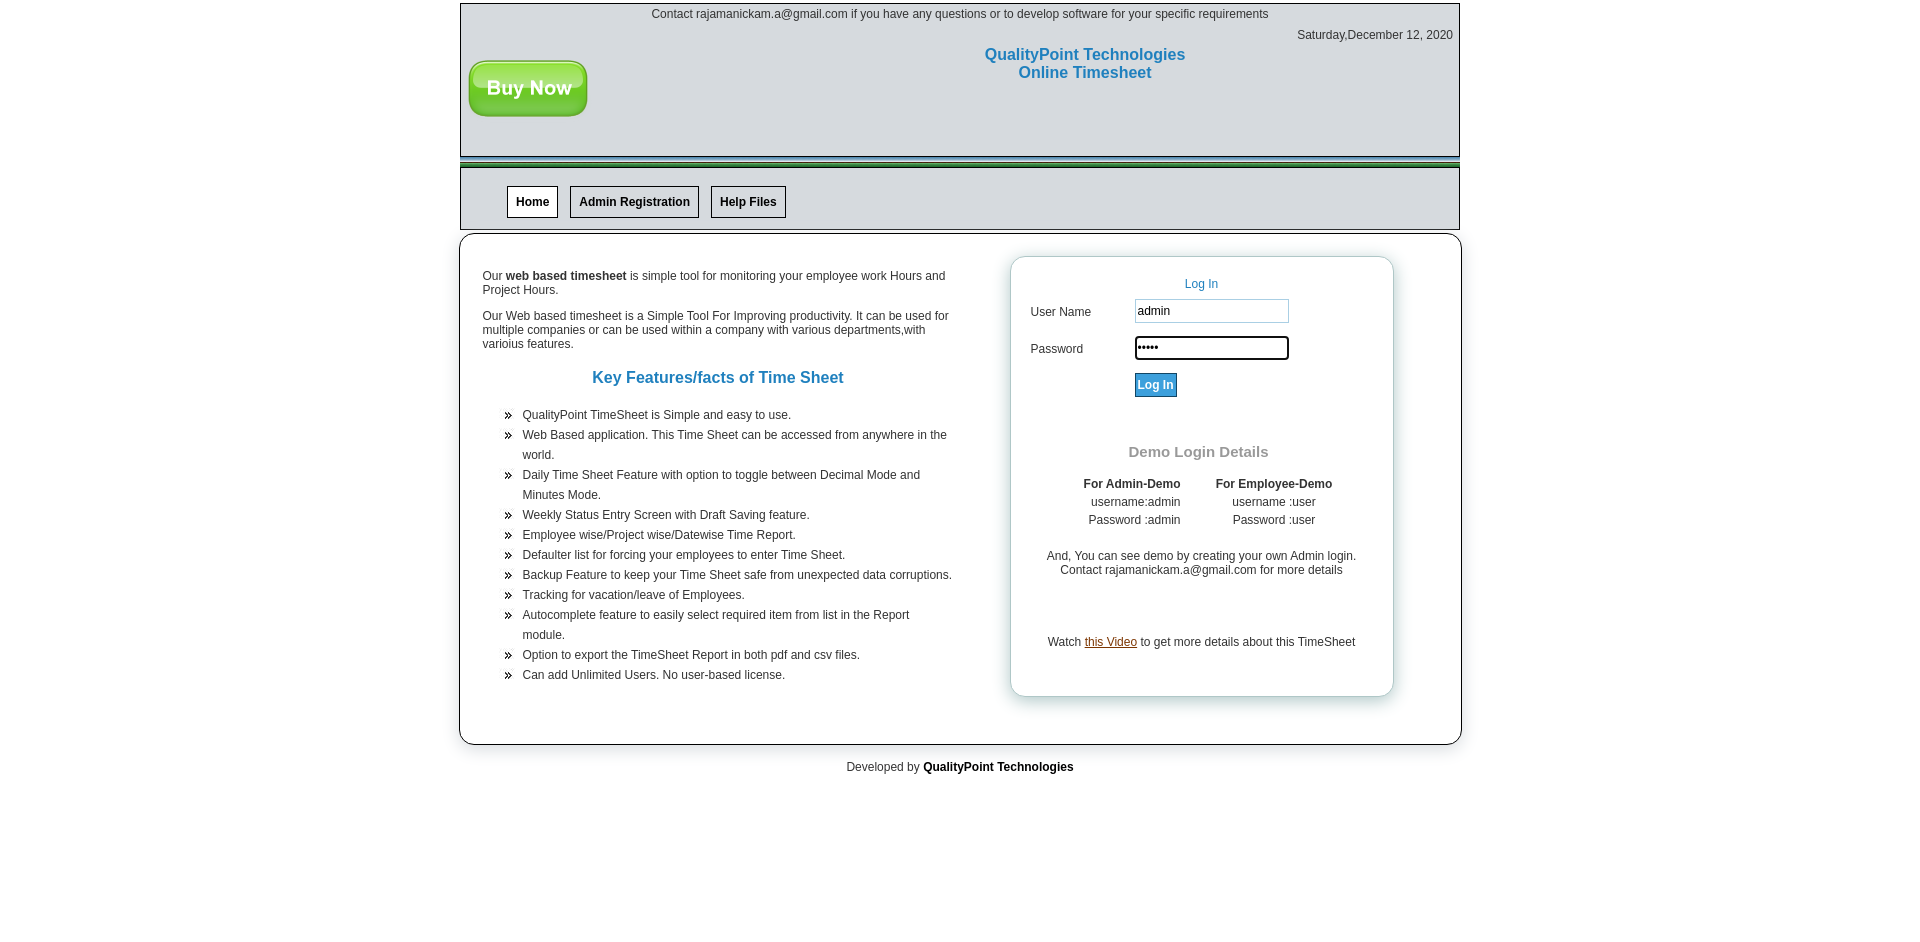 Contact rajamanickam.a@gmail.com if you have any questions or to develop software for your specific requirements
Saturday,December 12, 2020
QualityPoint Technologies
Online Timesheet
Buy Now
Home
Admin Registration
Help Files
Our web based timesheet is simple tool for monitoring your employee work Hours and
Project Hours.
Our Web based timesheet is a Simple Tool For Improving productivity. It can be used for
multiple companies or can be used within a company with various departments,with
varioius features.
Key Features/facts of Time Sheet
QualityPoint TimeSheet is Simple and easy to use.
Web Based application. This Time Sheet can be accessed from anywhere in the
world.
Daily Time Sheet Feature with option to toggle between Decimal Mode and
Minutes Mode.
Weekly Status Entry Screen with Draft Saving feature.
Employee wise/Project wise/Datewise Time Report.
Defaulter list for forcing your employees to enter Time Sheet.
Backup Feature to keep your Time Sheet safe from unexpected data corruptions.
Tracking for vacation/leave of Employees.
Autocomplete feature to easily select required item from list in the Report
module.
Option to export the TimeSheet Report in both pdf and csv files.
Can add Unlimited Users. No user-based license.
Log In
User Name admin
Password •••••
Log In
Demo Login Details
For Admin-Demo For Employee-Demo
username:admin username :user
Password :admin Password :user
And, You can see demo by creating your own Admin login.
Contact rajamanickam.a@gmail.com for more details
Watch this Video to get more details about this TimeSheet
Developed by QualityPoint Technologies